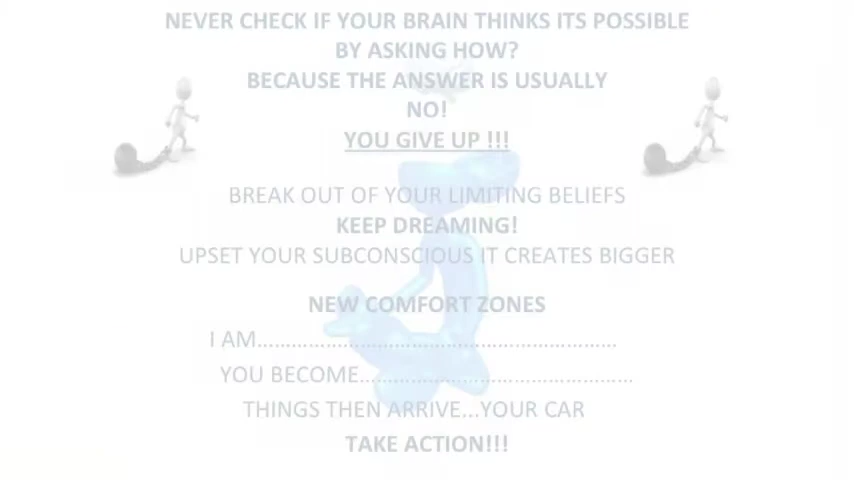 NEVER CHECK IF YOUR BRAIN THINKS ITS POSSIBLE
BY ASKING HOW?
BECAUSE THE ANSWER IS USUALLY
NO!
YOU GIVE UP !!!
BREAK OUT OF YOUR LIMITING BELIEFS
KEEP DREAMING!
UPSET YOUR SUBCONSCIOUS IT CREATES BIGGER
NEW COMFORT ZONES
I AM……………………………………………………
YOU BECOME……………………………………….
THINGS THEN ARRIVE...YOUR CAR
TAKE ACTION!!!